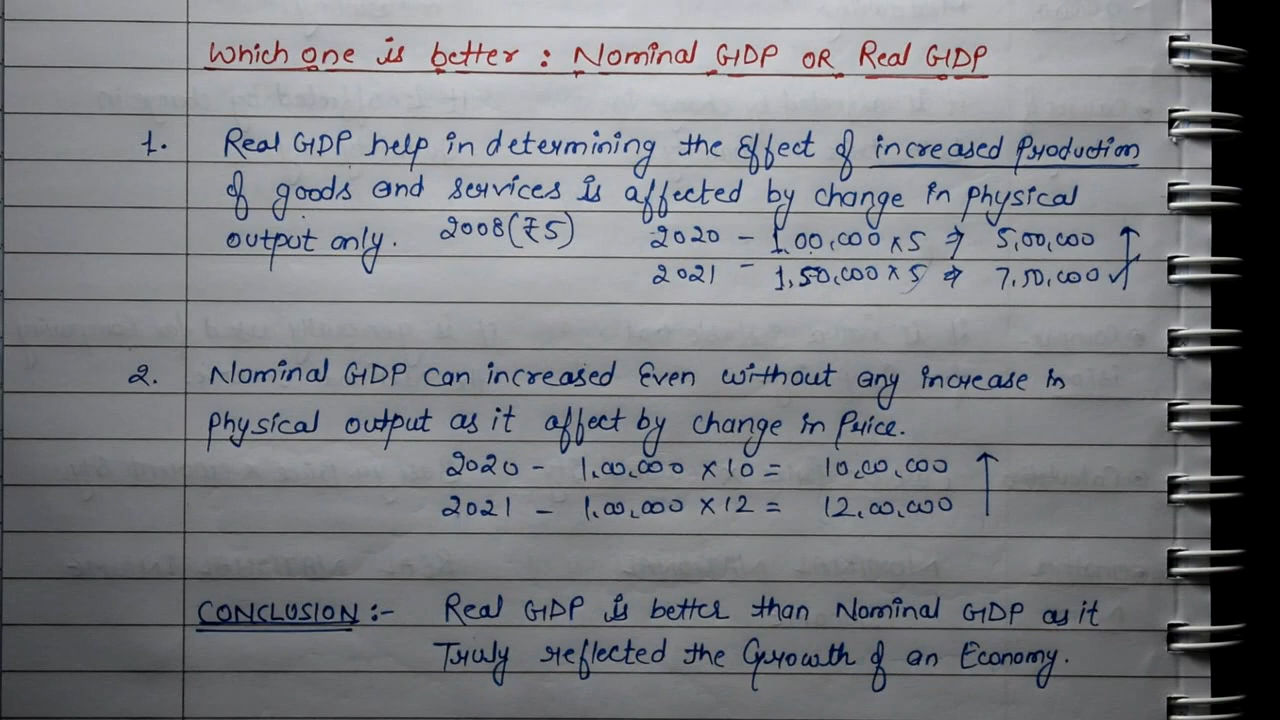 Which one is better : Nominal GDP OR Real GDP
1. Real GDP help in determining the Effect of increased Production
of goods and services is affected by change in physical
output only. 2008(₹5) 2020 - 1,00,000 x 5 ⇒ 5,00,000 ↑
2021 - 1,50,000 x 5 ⇒ 7,50,000 ✓
2. Nominal GDP can increased Even without any increase in
physical output as it affect by change in Price.
2020 - 1,00,000 x 10 = 10,00,000 ↑
2021 - 1,00,000 x 12 = 12,00,000
CONCLUSION :- Real GDP is better than Nominal GDP as it
Truly reflected the Growth of an Economy.